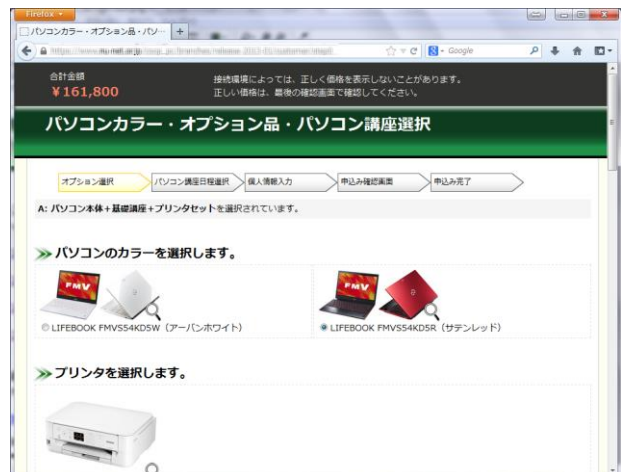 Firefox
パソコンカラー・オプション品・パソ…
Google
合計金額
¥161,800
接続環境によっては、正しく価格を表示しないことがあります。
正しい価格は、最後の確認画面で確認してください。
パソコンカラー・オプション品・パソコン講座選択
オプション選択
パソコン講座日程選択
個人情報入力
申込み確認画面
申込み完了
A: パソコン本体+基礎講座+プリンタセットを選択されています。
パソコンのカラーを選択します。
FMV
FMV
LIFEBOOK FMVS54KD5W（アーバンホワイト）
LIFEBOOK FMVS54KD5R（サテンレッド）
プリンタを選択します。